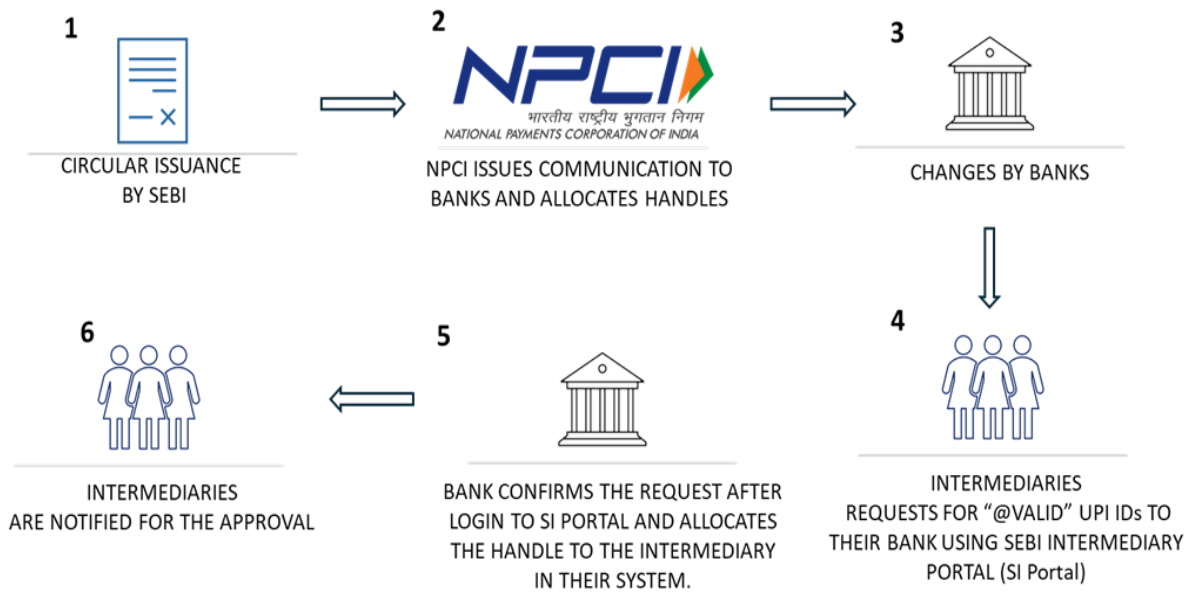 1
CIRCULAR ISSUANCE
BY SEBI
2
NPCI
भारतीय राष्ट्रीय भुगतान निगम
NATIONAL PAYMENTS CORPORATION OF INDIA
NPCI ISSUES COMMUNICATION TO
BANKS AND ALLOCATES HANDLES
3
CHANGES BY BANKS
4
INTERMEDIARIES
REQUESTS FOR “@VALID” UPI IDs TO
THEIR BANK USING SEBI INTERMEDIARY
PORTAL (SI Portal)
5
BANK CONFIRMS THE REQUEST AFTER
LOGIN TO SI PORTAL AND ALLOCATES
THE HANDLE TO THE INTERMEDIARY
IN THEIR SYSTEM.
6
INTERMEDIARIES
ARE NOTIFIED FOR THE APPROVAL